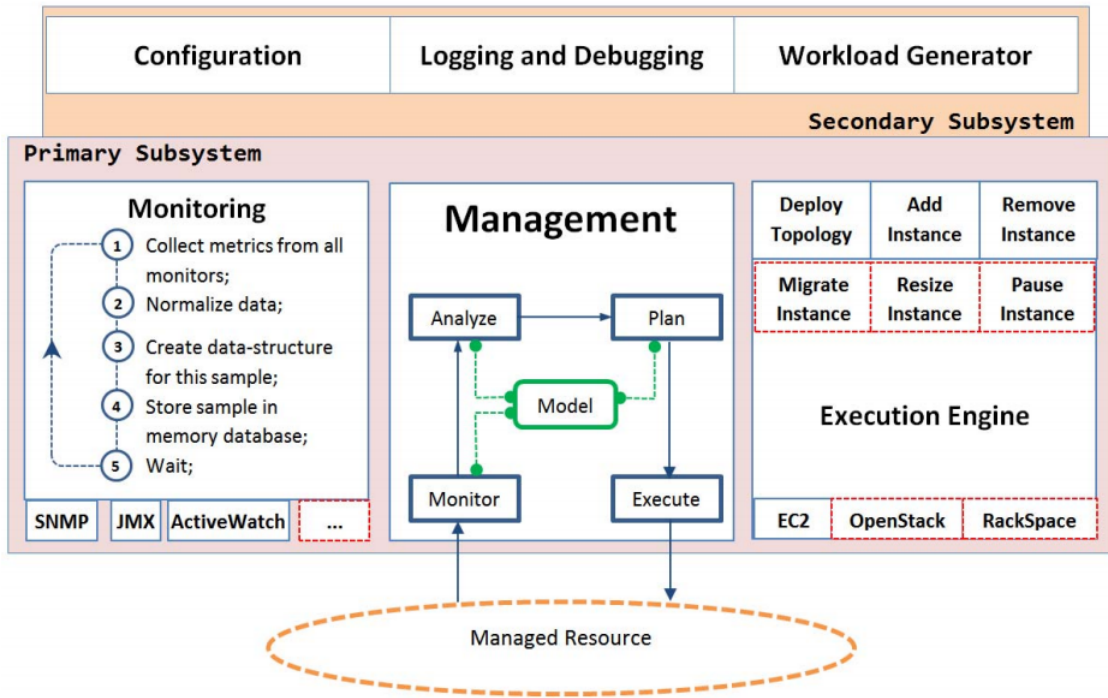 Configuration
Logging and Debugging
Workload Generator
Secondary Subsystem
Primary Subsystem
Monitoring
1 Collect metrics from all
monitors;
2 Normalize data;
3 Create data-structure
for this sample;
4 Store sample in
memory database;
5 Wait;
SNMP
JMX
ActiveWatch
...
Management
Analyze
Plan
Model
Monitor
Execute
Deploy
Topology
Add
Instance
Remove
Instance
Migrate
Instance
Resize
Instance
Pause
Instance
Execution Engine
EC2
OpenStack
RackSpace
Managed Resource